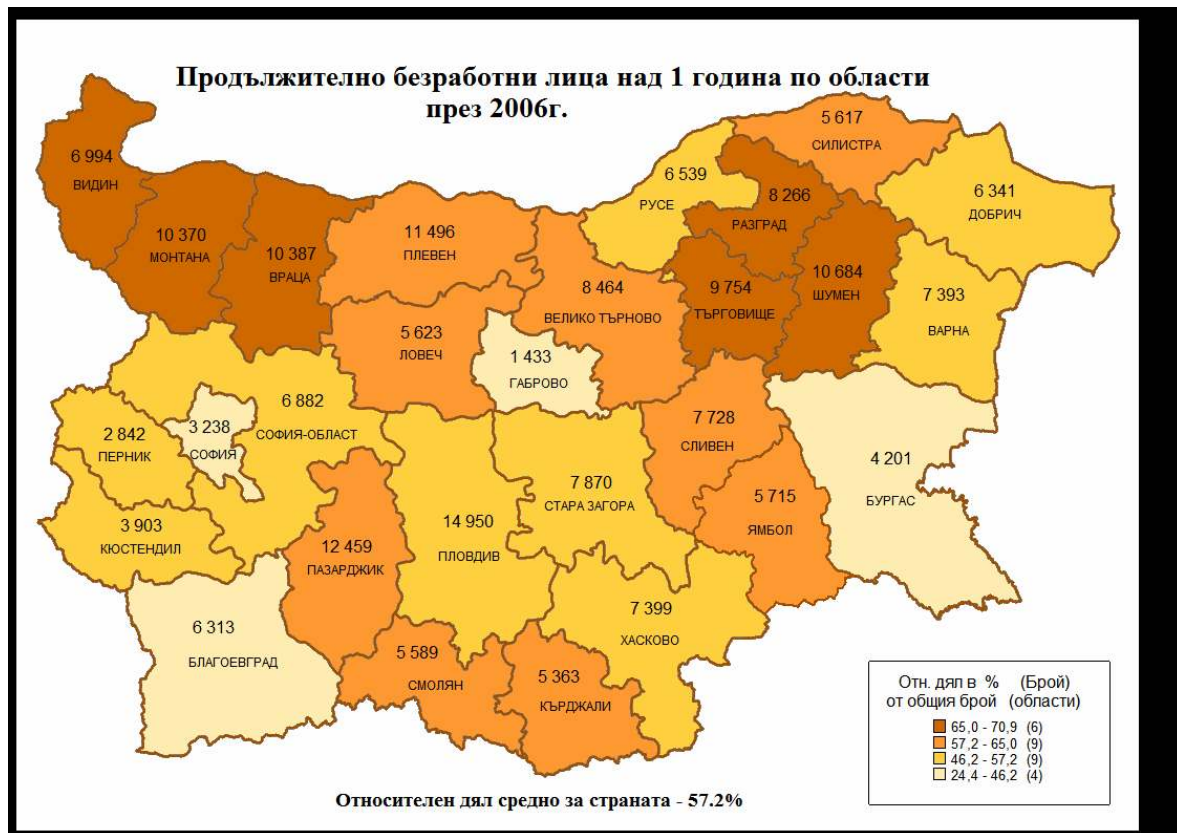 Продължително безработни лица над 1 година по области
през 2006г.
6 994
ВИДИН
10 370
МОНТАНА
10 387
ВРАЦА
11 496
ПЛЕВЕН
5 623
ЛОВЕЧ
8 464
ВЕЛИКО ТЪРНОВО
1 433
ГАБРОВО
6 539
РУСЕ
5 617
СИЛИСТРА
8 266
РАЗГРАД
6 341
ДОБРИЧ
9 754
ТЪРГОВИЩЕ
10 684
ШУМЕН
7 393
ВАРНА
6 882
СОФИЯ-ОБЛАСТ
3 238
СОФИЯ
2 842
ПЕРНИК
3 903
КЮСТЕНДИЛ
6 313
БЛАГОЕВГРАД
12 459
ПАЗАРДЖИК
14 950
ПЛОВДИВ
7 870
СТАРА ЗАГОРА
7 728
СЛИВЕН
5 715
ЯМБОЛ
4 201
БУРГАС
7 399
ХАСКОВО
5 589
СМОЛЯН
5 363
КЪРДЖАЛИ
Отн. дял в % (Брой)
от общия брой (области)
65,0 - 70,9 (6)
57,2 - 65,0 (9)
46,2 - 57,2 (9)
24,4 - 46,2 (4)
Относителен дял средно за страната - 57.2%